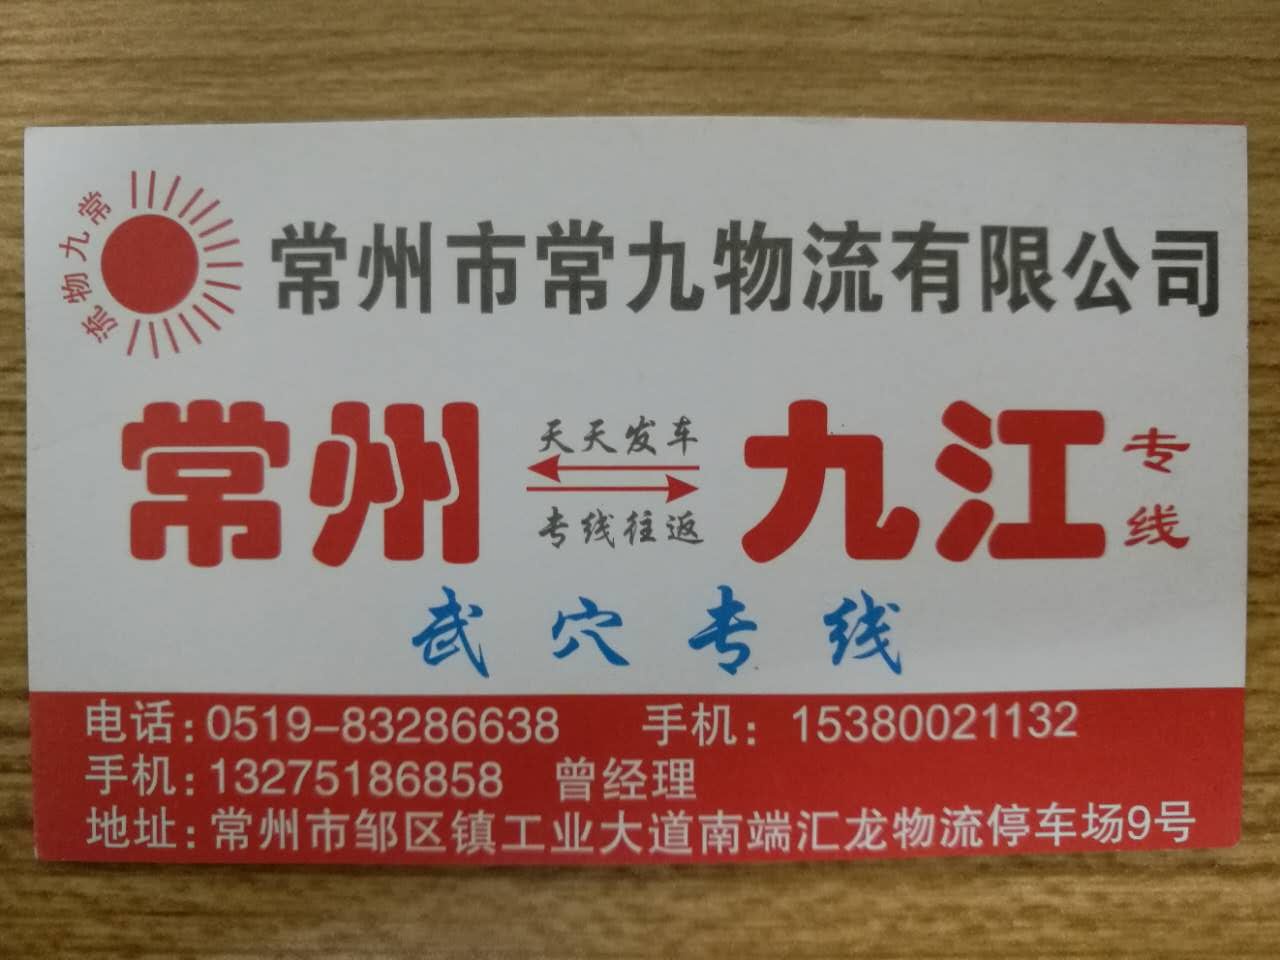 常九物流
常州市常九物流有限公司
常州 天天发车 专线往返 九江 专线
武穴专线
电话:0519-83286638 手机:15380021132
手机:13275186858 曾经理
地址:常州市邹区镇工业大道南端汇龙物流停车场9号